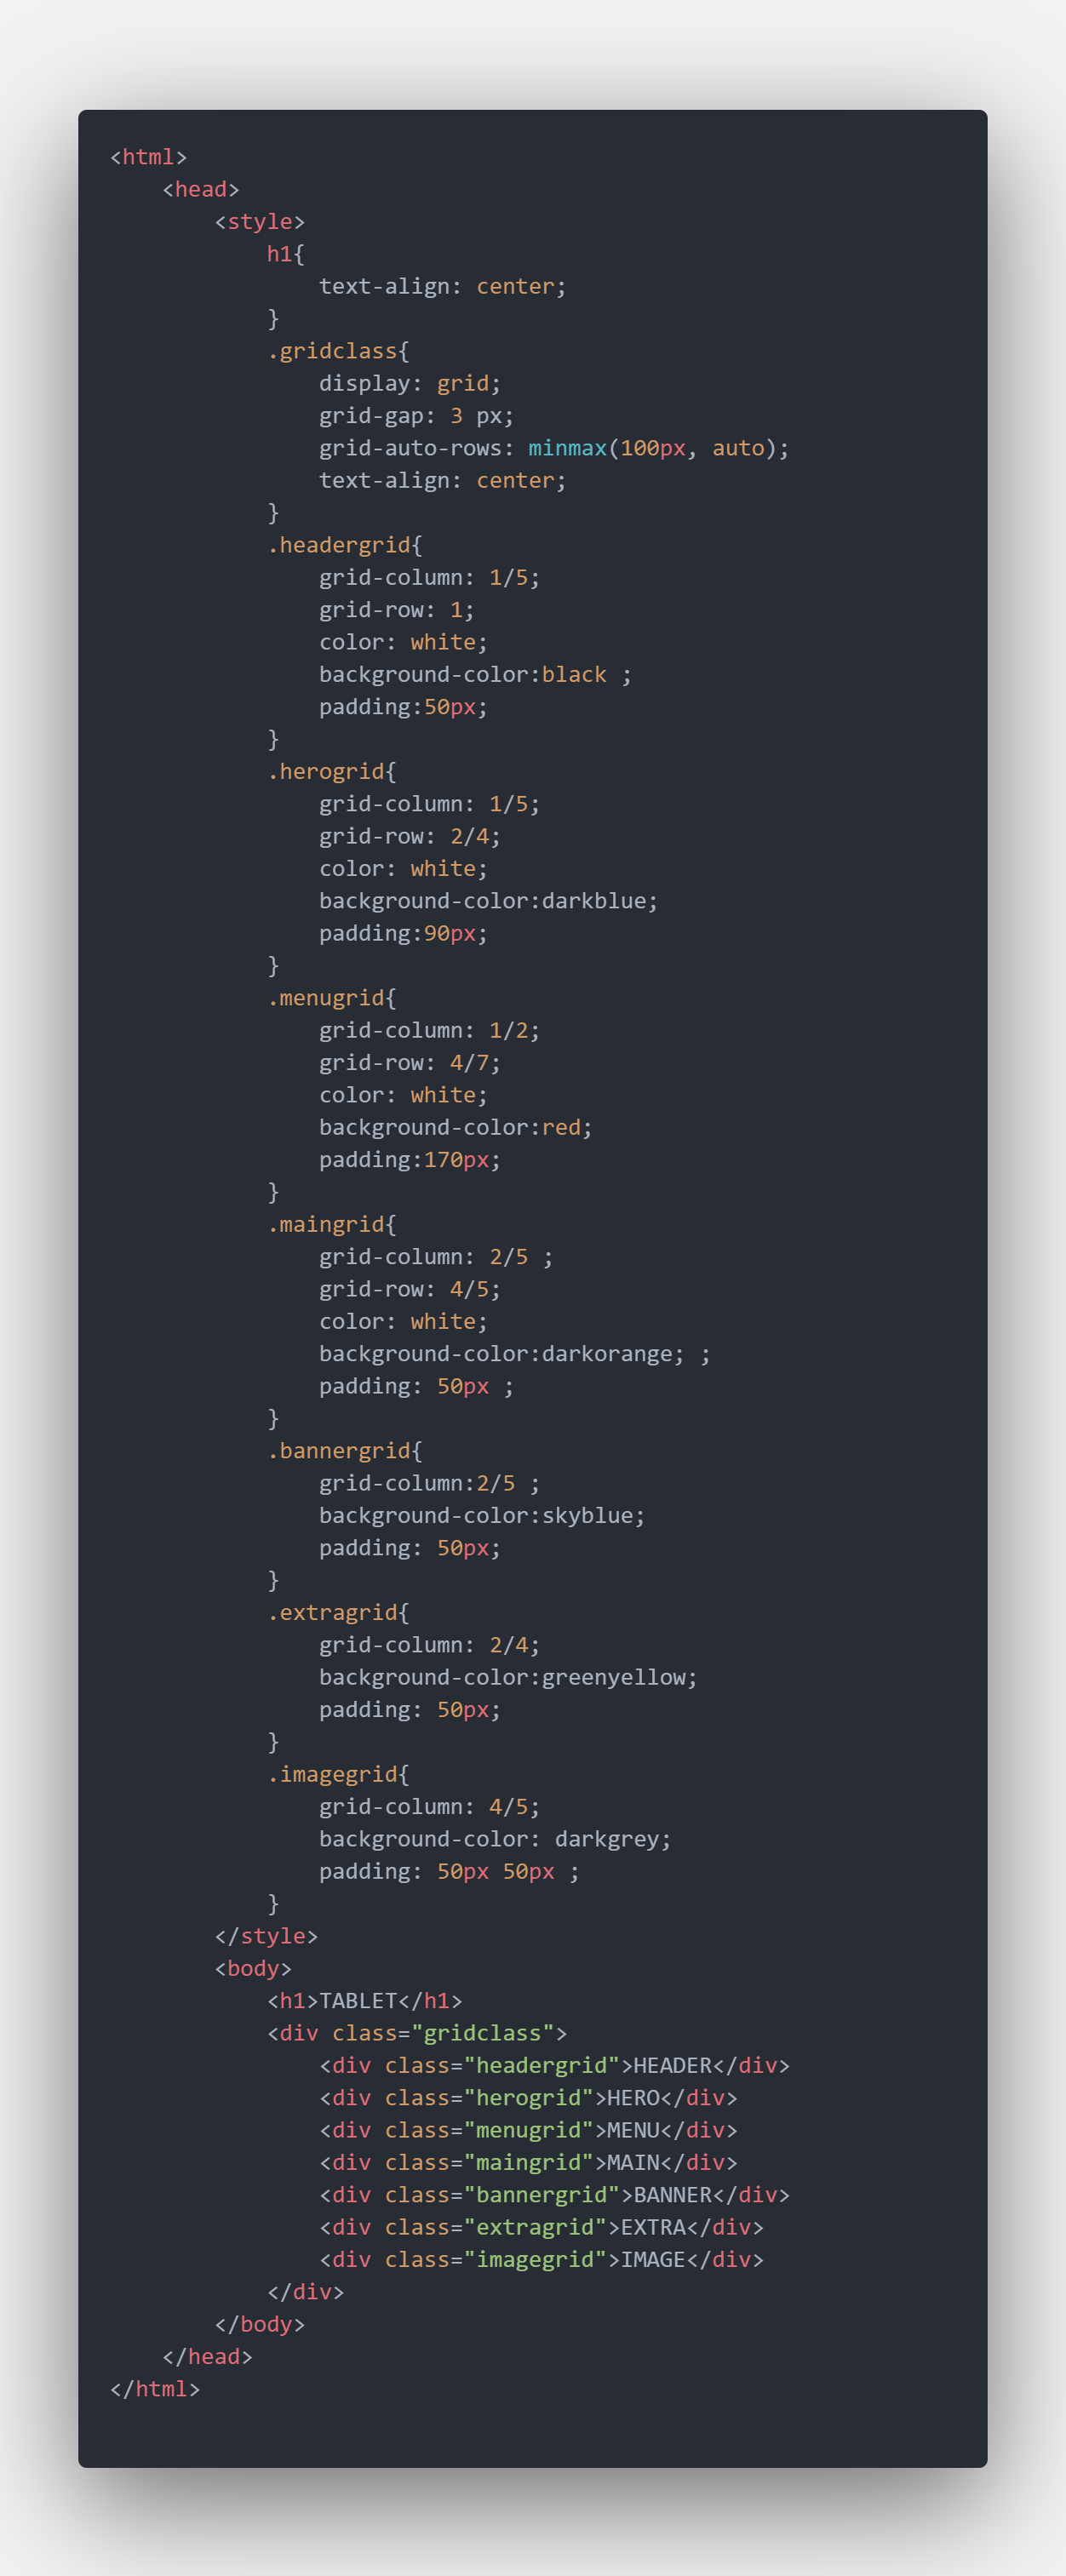 <html>
    <head>
        <style>
            h1{
                text-align: center;
            }
            .gridclass{
                display: grid;
                grid-gap: 3 px;
                grid-auto-rows: minmax(100px, auto);
                text-align: center;
            }
            .headergrid{
                grid-column: 1/5;
                grid-row: 1;
                color: white;
                background-color:black ;
                padding:50px;
            }
            .herogrid{
                grid-column: 1/5;
                grid-row: 2/4;
                color: white;
                background-color:darkblue;
                padding:90px;
            }
            .menugrid{
                grid-column: 1/2;
                grid-row: 4/7;
                color: white;
                background-color:red;
                padding:170px;
            }
            .maingrid{
                grid-column: 2/5 ;
                grid-row: 4/5;
                color: white;
                background-color:darkorange; ;
                padding: 50px ;
            }
            .bannergrid{
                grid-column:2/5 ;
                background-color:skyblue;
                padding: 50px;
            }
            .extragrid{
                grid-column: 2/4;
                background-color:greenyellow;
                padding: 50px;
            }
            .imagegrid{
                grid-column: 4/5;
                background-color: darkgrey;
                padding: 50px 50px ;
            }
        </style>
        <body>
            <h1>TABLET</h1>
            <div class="gridclass">
                <div class="headergrid">HEADER</div>
                <div class="herogrid">HERO</div>
                <div class="menugrid">MENU</div>
                <div class="maingrid">MAIN</div>
                <div class="bannergrid">BANNER</div>
                <div class="extragrid">EXTRA</div>
                <div class="imagegrid">IMAGE</div>
            </div>
        </body>
    </head>
</html>